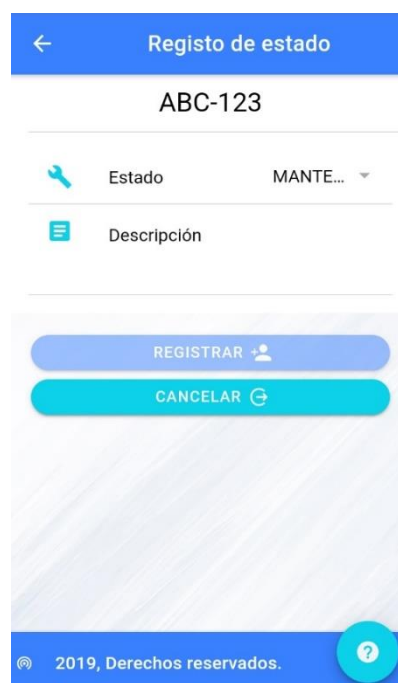 Registo de estado
ABC-123
Estado MANTE...
Descripción
REGISTRAR
CANCELAR
2019, Derechos reservados.
?